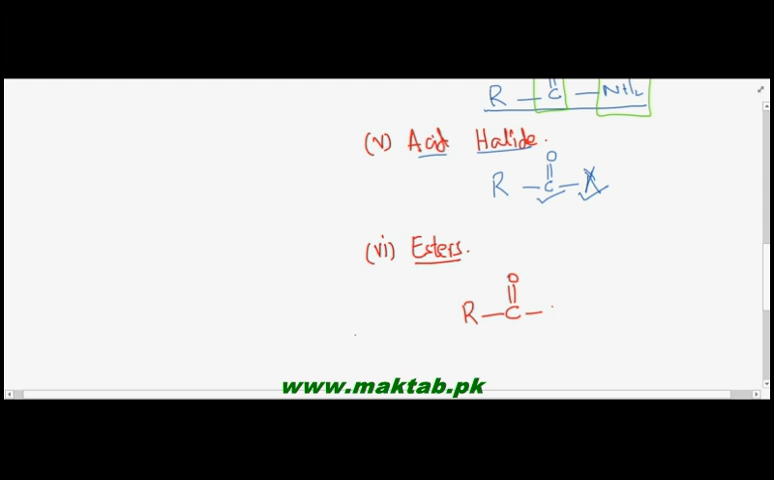 R — C — NH2
(v) Acid Halide.
O
R — C — X
(vi) Esters.
O
R — C —
www.maktab.pk